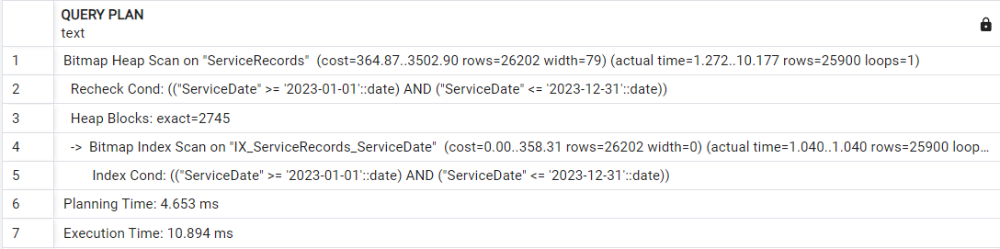 QUERY PLAN
text
1 Bitmap Heap Scan on "ServiceRecords" (cost=364.87..3502.90 rows=26202 width=79) (actual time=1.272..10.177 rows=25900 loops=1)
2 Recheck Cond: (("ServiceDate" >= '2023-01-01'::date) AND ("ServiceDate" <= '2023-12-31'::date))
3 Heap Blocks: exact=2745
4 -> Bitmap Index Scan on "IX_ServiceRecords_ServiceDate" (cost=0.00..358.31 rows=26202 width=0) (actual time=1.040..1.040 rows=25900 loop...
5 Index Cond: (("ServiceDate" >= '2023-01-01'::date) AND ("ServiceDate" <= '2023-12-31'::date))
6 Planning Time: 4.653 ms
7 Execution Time: 10.894 ms